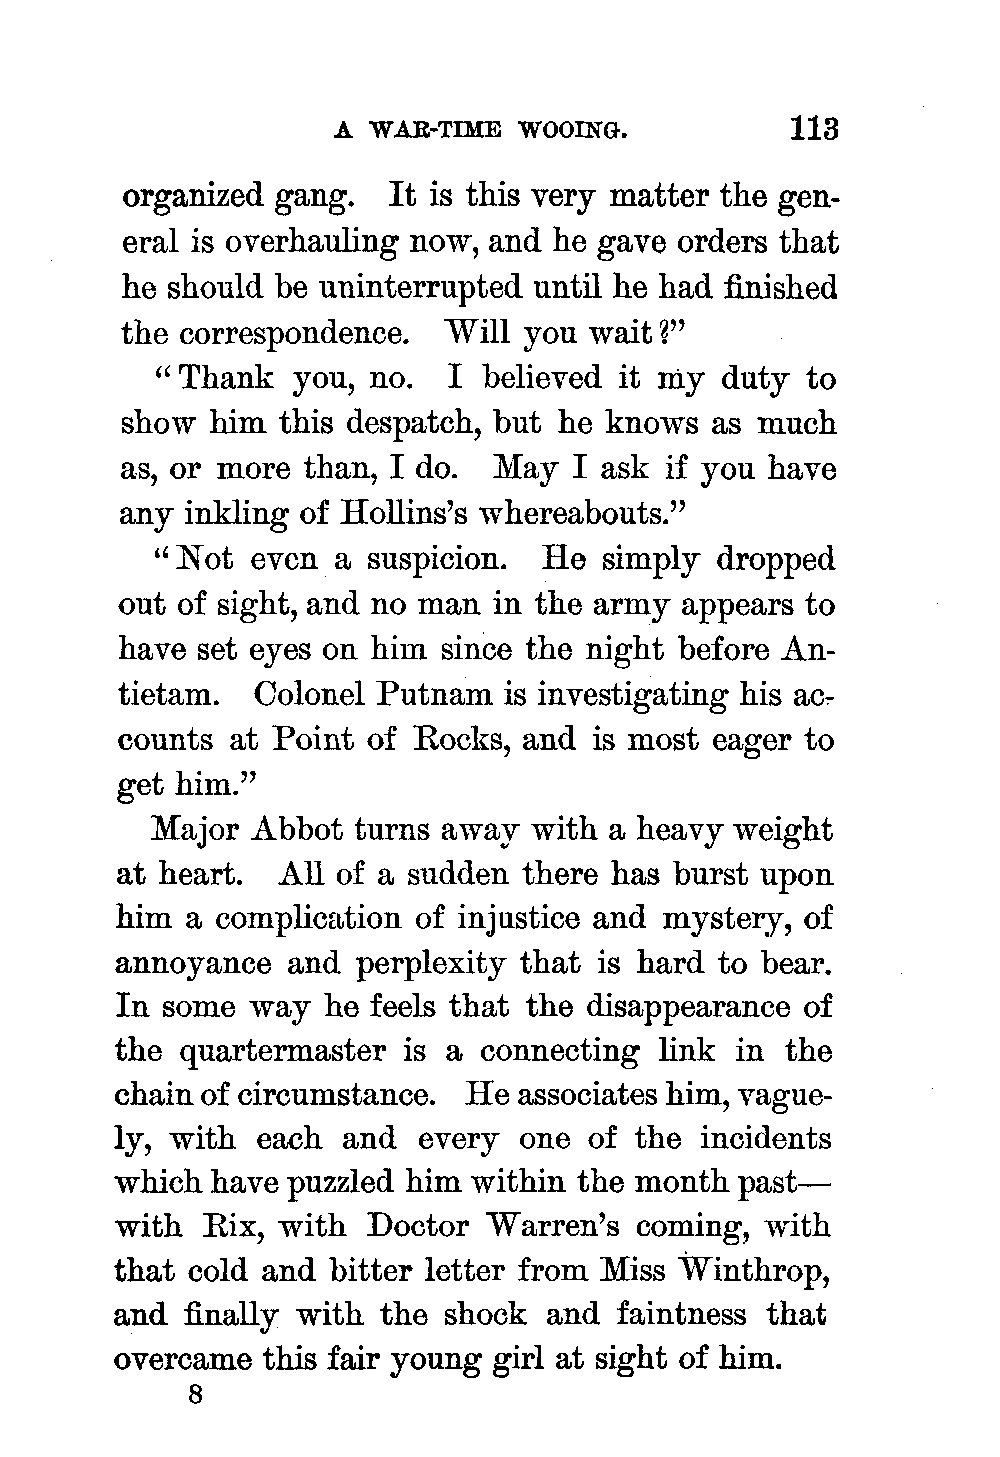 A WAR-TIME WOOING. 113
organized gang. It is this very matter the gen-
eral is overhauling now, and he gave orders that
he should be uninterrupted until he had finished
the correspondence. Will you wait?”
“Thank you, no. I believed it my duty to
show him this despatch, but he knows as much
as, or more than, I do. May I ask if you have
any inkling of Hollins’s whereabouts.”
“Not even a suspicion. He simply dropped
out of sight, and no man in the army appears to
have set eyes on him since the night before An-
tietam. Colonel Putnam is investigating his ac-
counts at Point of Rocks, and is most eager to
get him.”
Major Abbot turns away with a heavy weight
at heart. All of a sudden there has burst upon
him a complication of injustice and mystery, of
annoyance and perplexity that is hard to bear.
In some way he feels that the disappearance of
the quartermaster is a connecting link in the
chain of circumstance. He associates him, vague-
ly, with each and every one of the incidents
which have puzzled him within the month past—
with Rix, with Doctor Warren’s coming, with
that cold and bitter letter from Miss Winthrop,
and finally with the shock and faintness that
overcame this fair young girl at sight of him.
8